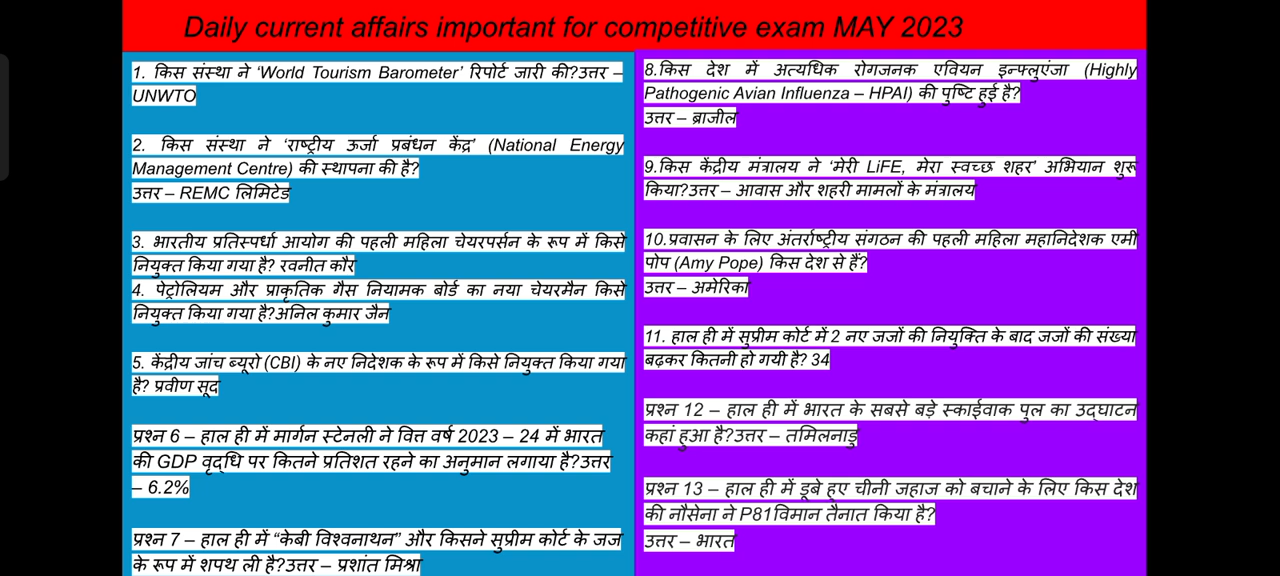 Daily current affairs important for competitive exam MAY 2023
1. किस संस्था ने ‘World Tourism Barometer’ रिपोर्ट जारी की?उत्तर –
UNWTO
2. किस संस्था ने ‘राष्ट्रीय ऊर्जा प्रबंधन केंद्र’ (National Energy
Management Centre) की स्थापना की है?
उत्तर – REMC लिमिटेड
3. भारतीय प्रतिस्पर्धा आयोग की पहली महिला चेयरपर्सन के रूप में किसे
नियुक्त किया गया है? रवनीत कौर
4. पेट्रोलियम और प्राकृतिक गैस नियामक बोर्ड का नया चेयरमैन किसे
नियुक्त किया गया है?अनिल कुमार जैन
5. केंद्रीय जांच ब्यूरो (CBI) के नए निदेशक के रूप में किसे नियुक्त किया गया
है? प्रवीण सूद
प्रश्न 6 – हाल ही में मार्गन स्टेनली ने वित्त वर्ष 2023 – 24 में भारत
की GDP वृद्धि पर कितने प्रतिशत रहने का अनुमान लगाया है?उत्तर
– 6.2%
प्रश्न 7 – हाल ही में “केबी विश्वनाथन” और किसने सुप्रीम कोर्ट के जज
के रूप में शपथ ली है?उत्तर – प्रशांत मिश्रा
8.किस देश में अत्यधिक रोगजनक एवियन इन्फ्लुएंजा (Highly
Pathogenic Avian Influenza – HPAI) की पुष्टि हुई है?
उत्तर – ब्राजील
9.किस केंद्रीय मंत्रालय ने ‘मेरी LiFE, मेरा स्वच्छ शहर’ अभियान शुरू
किया?उत्तर – आवास और शहरी मामलों के मंत्रालय
10.प्रवासन के लिए अंतर्राष्ट्रीय संगठन की पहली महिला महानिदेशक एमी
पोप (Amy Pope) किस देश से हैं?
उत्तर – अमेरिका
11. हाल ही में सुप्रीम कोर्ट में 2 नए जजों की नियुक्ति के बाद जजों की संख्या
बढ़कर कितनी हो गयी है? 34
प्रश्न 12 – हाल ही में भारत के सबसे बड़े स्काईवाक पुल का उद्घाटन
कहां हुआ है?उत्तर – तमिलनाडु
प्रश्न 13 – हाल ही में डूबे हुए चीनी जहाज को बचाने के लिए किस देश
की नौसेना ने P81विमान तैनात किया है?
उत्तर – भारत